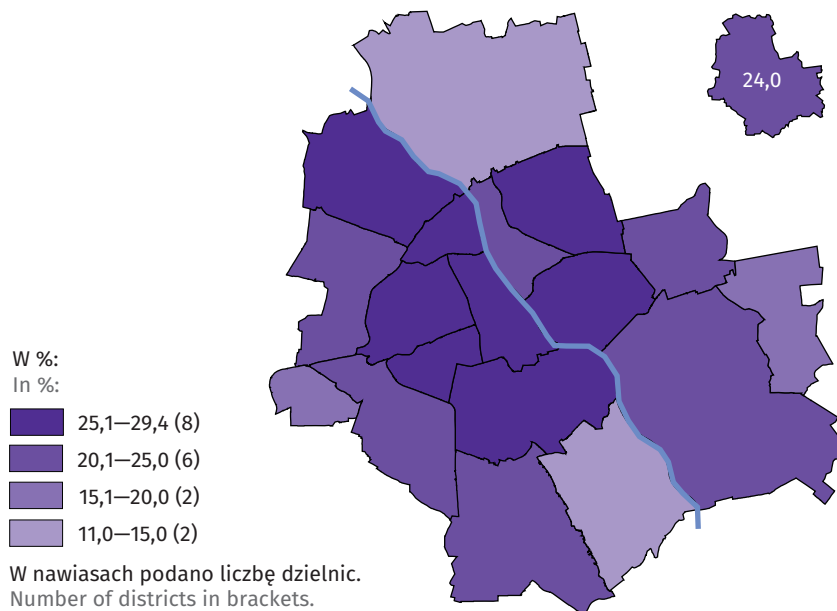 24,0
W %:
In %:
25,1—29,4 (8)
20,1—25,0 (6)
15,1—20,0 (2)
11,0—15,0 (2)
W nawiasach podano liczbę dzielnic.
Number of districts in brackets.